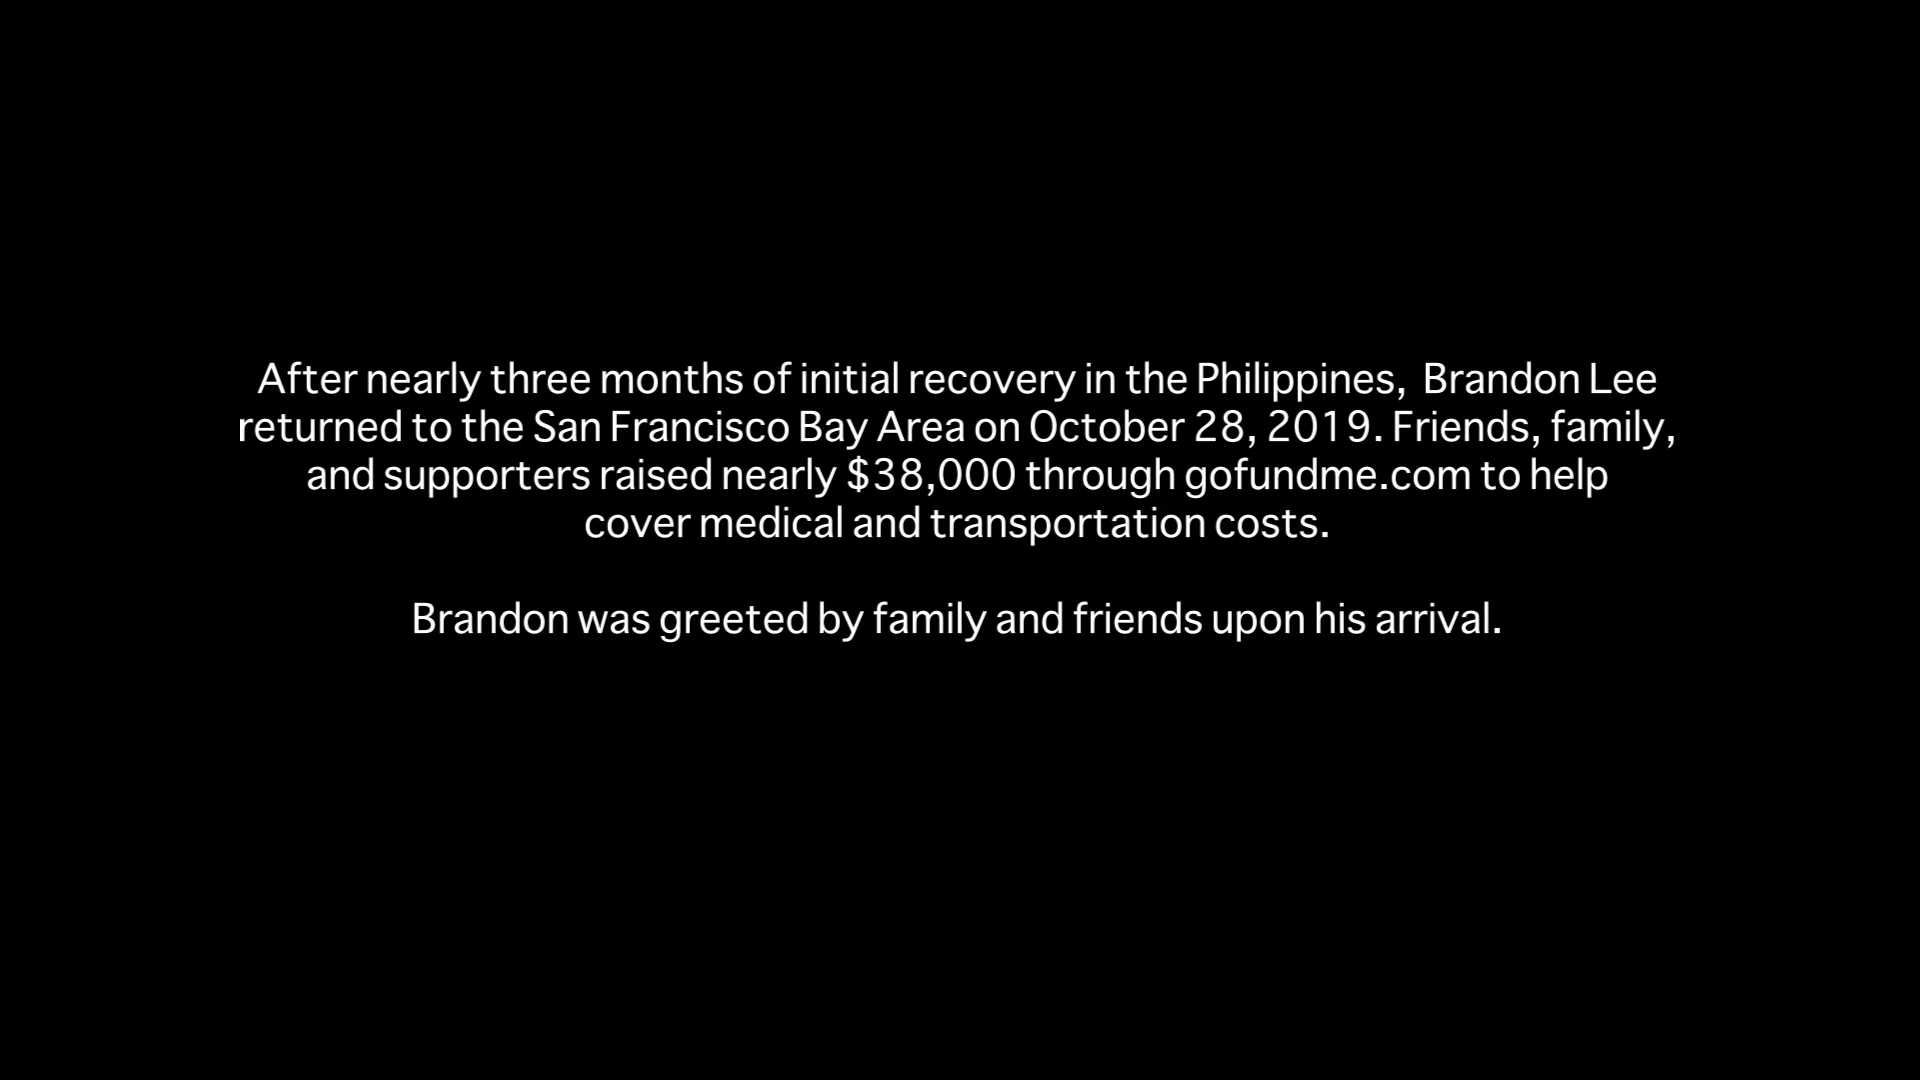 After nearly three months of initial recovery in the Philippines,  Brandon Lee
returned to the San Francisco Bay Area on October 28, 2019. Friends, family,
and supporters raised nearly $38,000 through gofundme.com to help
cover medical and transportation costs.
Brandon was greeted by family and friends upon his arrival.